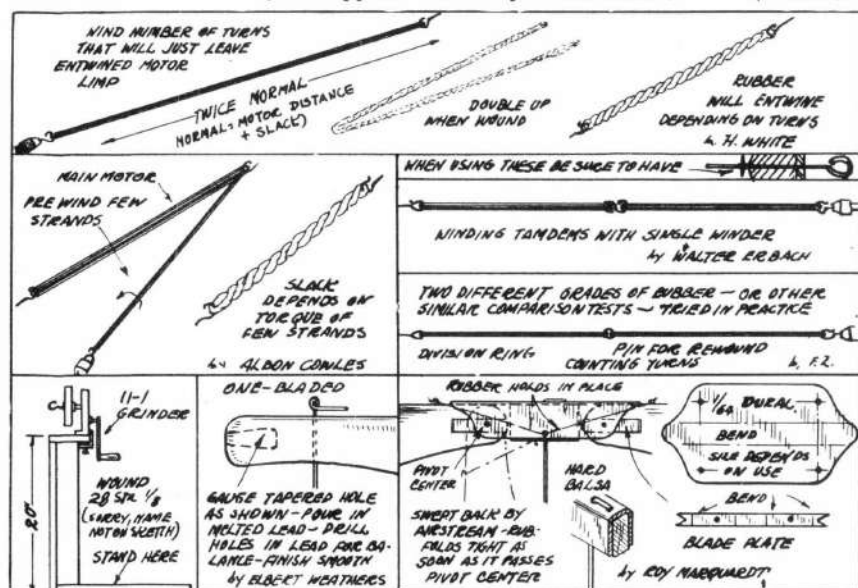 WIND NUMBER OF TURNS
THAT WILL JUST LEAVE
ENTWINED MOTOR
LIMP
TWICE NORMAL
NORMAL = MOTOR DISTANCE
+ SLACK)
DOUBLE UP
WHEN WOUND
RUBBER
WILL ENTWINE
DEPENDING ON TURNS
by H. WHITE
MAIN MOTOR
PRE WIND FEW
STRANDS
SLACK
DEPENDS ON
TORQUE OF
FEW STRANDS
by ALDON COWLES
WHEN USING THESE BE SURE TO HAVE
WINDING TAMDEMS WITH SINGLE WINDER
by WALTER ERBACH
TWO DIFFERENT GRADES OF RUBBER — OR OTHER
SIMILAR COMPARISON TESTS — TRIED IN PRACTICE
DIVISION RING
PIN FOR REWOUND
COUNTING TURNS
by F.Z.
11-1
GRINDER
20"
WOUND
28 STR 1/8
(SORRY, NAME
NOT ON SKETCH)
STAND HERE
ONE-BLADED
GAUGE TAPERED HOLE
AS SHOWN - POUR IN
MELTED LEAD - DRILL
HOLES IN LEAD FOR BA-
LANCE - FINISH SMOOTH
by ELBERT WEATHERS
RUBBER HOLDS IN PLACE
PIVOT
CENTER
HARD
BALSA
SWEPT BACK BY
AIRSTREAM - RUB-
FOLDS TIGHT AS
SOON AS IT PASSES
PIVOT CENTER
1/64 DURAL.
BEND
SIZE DEPENDS
ON USE
BEND
BLADE PLATE
by ROY MARQUARDT